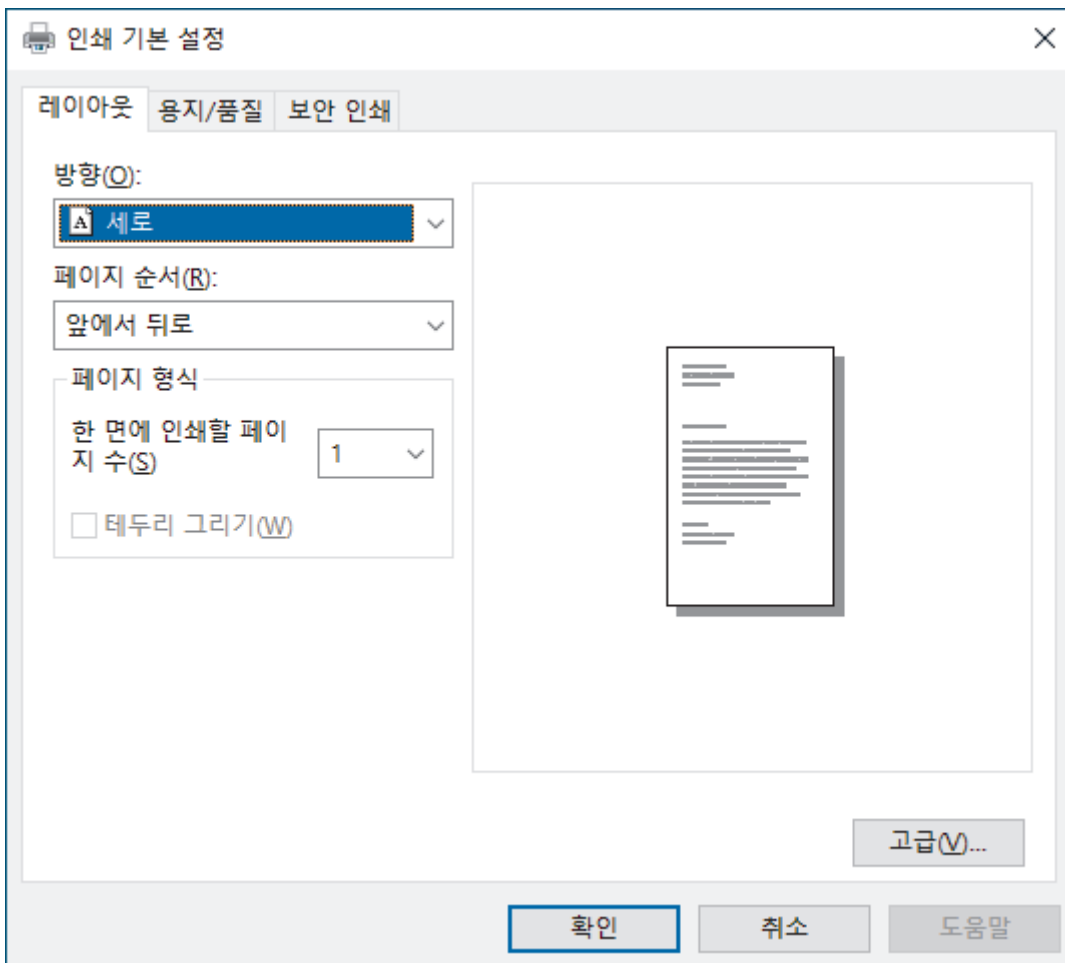 인쇄 기본 설정
레이아웃 용지/품질 보안 인쇄
방향(O):
A 세로
페이지 순서(R):
앞에서 뒤로
페이지 형식
한 면에 인쇄할 페이
지 수(S)
1
테두리 그리기(W)
고급(V)...
확인 취소 도움말